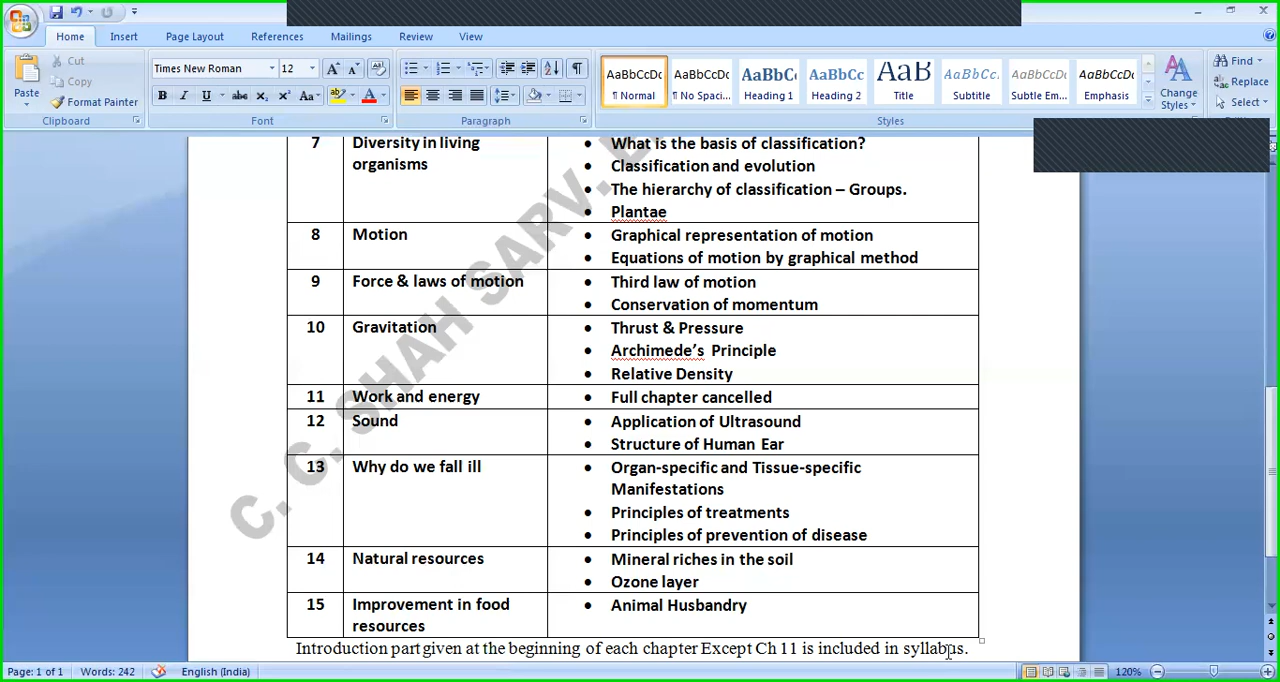 Home Insert Page Layout References Mailings Review View
Cut
Copy
Format Painter
Paste
Times New Roman 12
AaBbCcDc AaBbCcDc AaBbC AaBbCc AaB AaBbCc. AaBbCcDc AaBbCcDc
¶ Normal ¶ No Spaci... Heading 1 Heading 2 Title Subtitle Subtle Em... Emphasis
Change Styles
Find
Replace
Select
Clipboard Font Paragraph Styles
7 Diversity in living organisms
• What is the basis of classification?
• Classification and evolution
• The hierarchy of classification – Groups.
• Plantae
8 Motion
• Graphical representation of motion
• Equations of motion by graphical method
9 Force & laws of motion
• Third law of motion
• Conservation of momentum
10 Gravitation
• Thrust & Pressure
• Archimede's Principle
• Relative Density
11 Work and energy
• Full chapter cancelled
12 Sound
• Application of Ultrasound
• Structure of Human Ear
13 Why do we fall ill
• Organ-specific and Tissue-specific
Manifestations
• Principles of treatments
• Principles of prevention of disease
14 Natural resources
• Mineral riches in the soil
• Ozone layer
15 Improvement in food resources
• Animal Husbandry
Introduction part given at the beginning of each chapter Except Ch 11 is included in syllabus.
C. C. SHAH SARV.
Page: 1 of 1 Words: 242 English (India) 120%